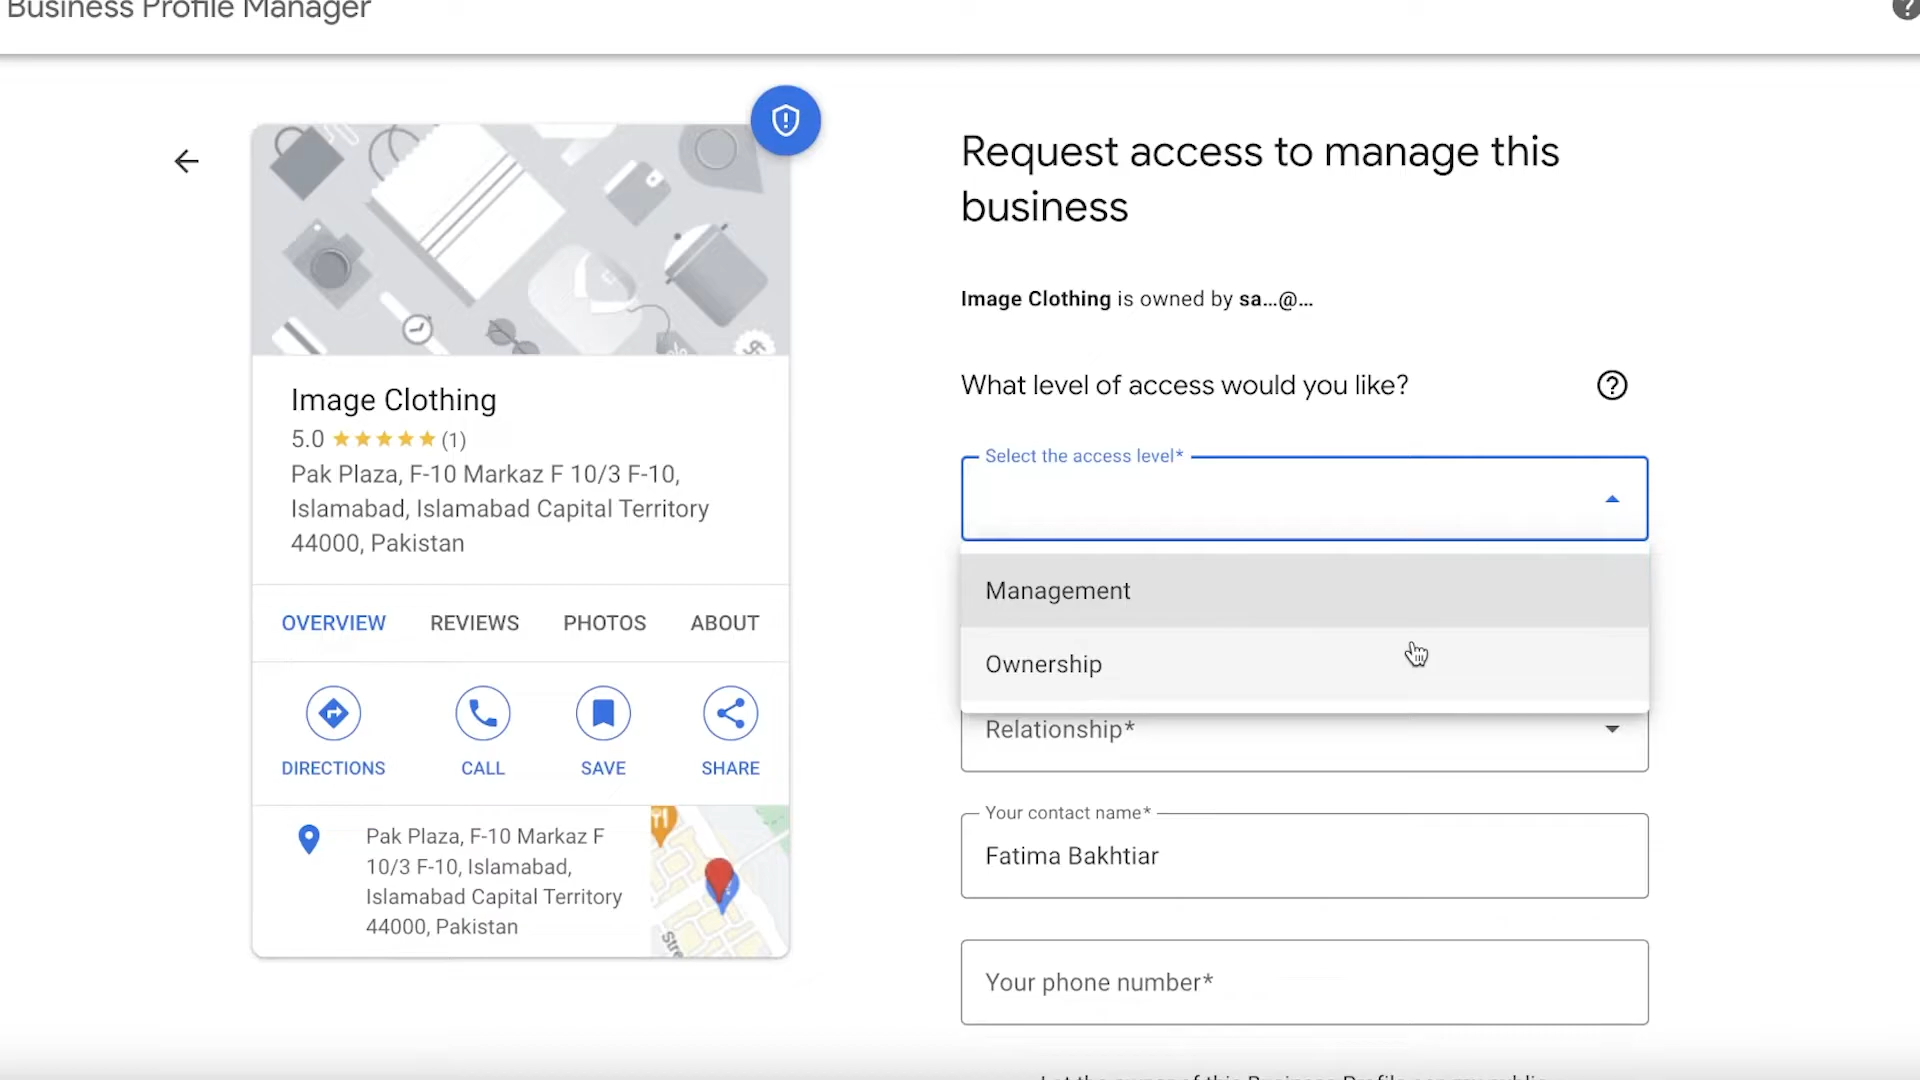 Business Profile Manager
Request access to manage this
business
Image Clothing is owned by sa...@...
What level of access would you like?
Select the access level*
Management
Ownership
Relationship*
Your contact name*
Fatima Bakhtiar
Your phone number*
Image Clothing
5.0 ★★★★★ (1)
Pak Plaza, F-10 Markaz F 10/3 F-10,
Islamabad, Islamabad Capital Territory
44000, Pakistan
OVERVIEW REVIEWS PHOTOS ABOUT
DIRECTIONS CALL SAVE SHARE
Pak Plaza, F-10 Markaz F
10/3 F-10, Islamabad,
Islamabad Capital Territory
44000, Pakistan